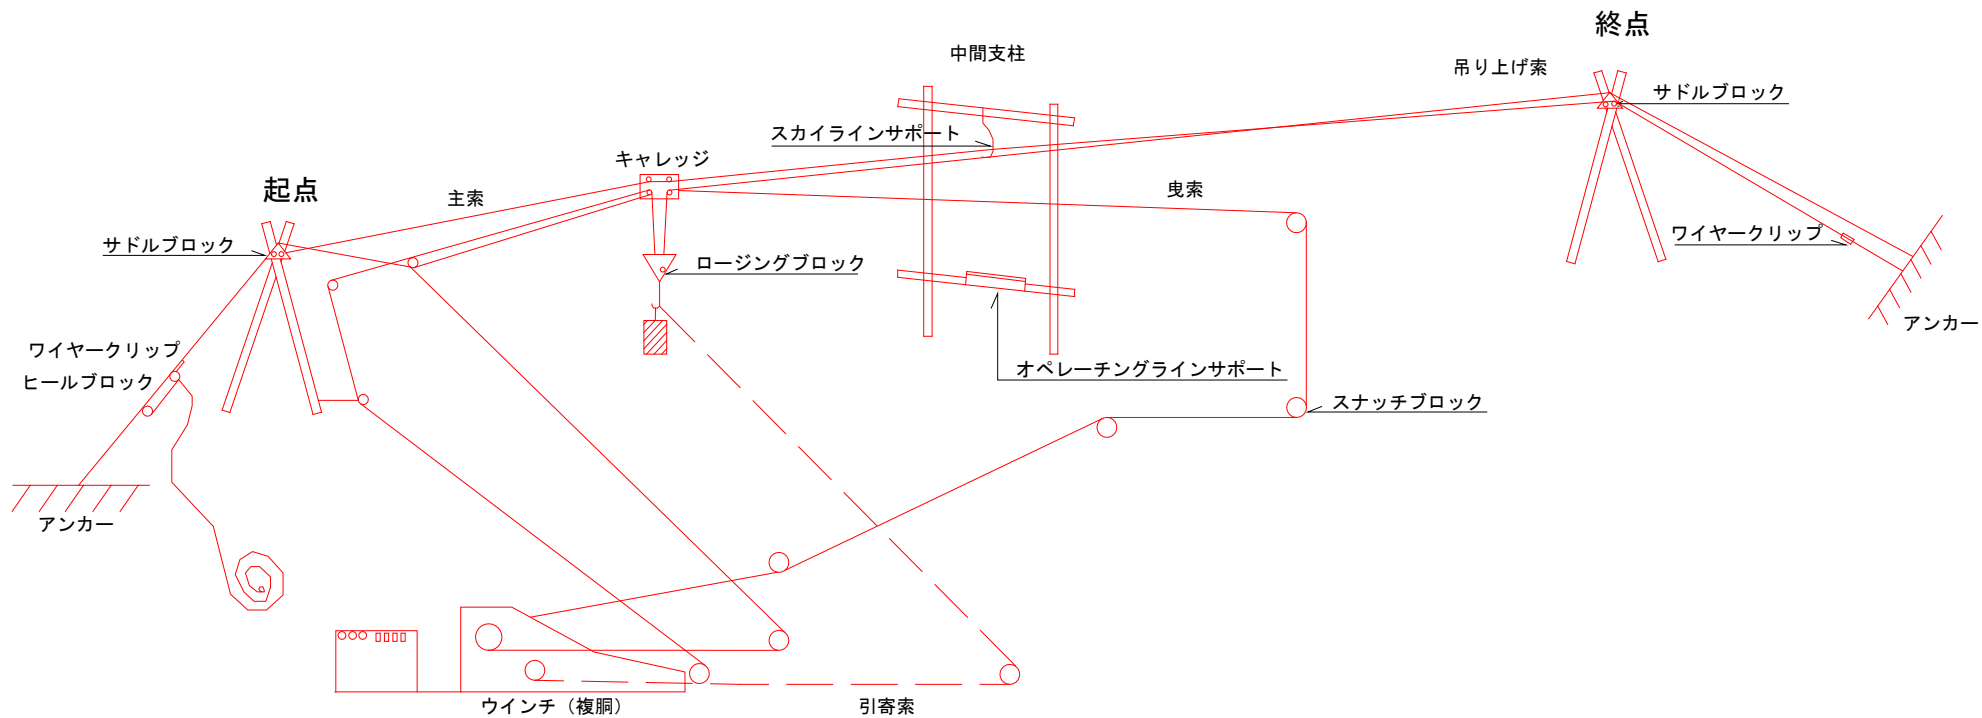 終点
中間支柱
吊り上げ索
サドルブロック
スカイラインサポート
キャレッジ
起点
主索
曳索
サドルブロック
ワイヤークリップ
ロージングブロック
アンカー
ワイヤークリップ
オペレーチングラインサポート
ヒールブロック
スナッチブロック
アンカー
ウインチ（複胴）
引寄索